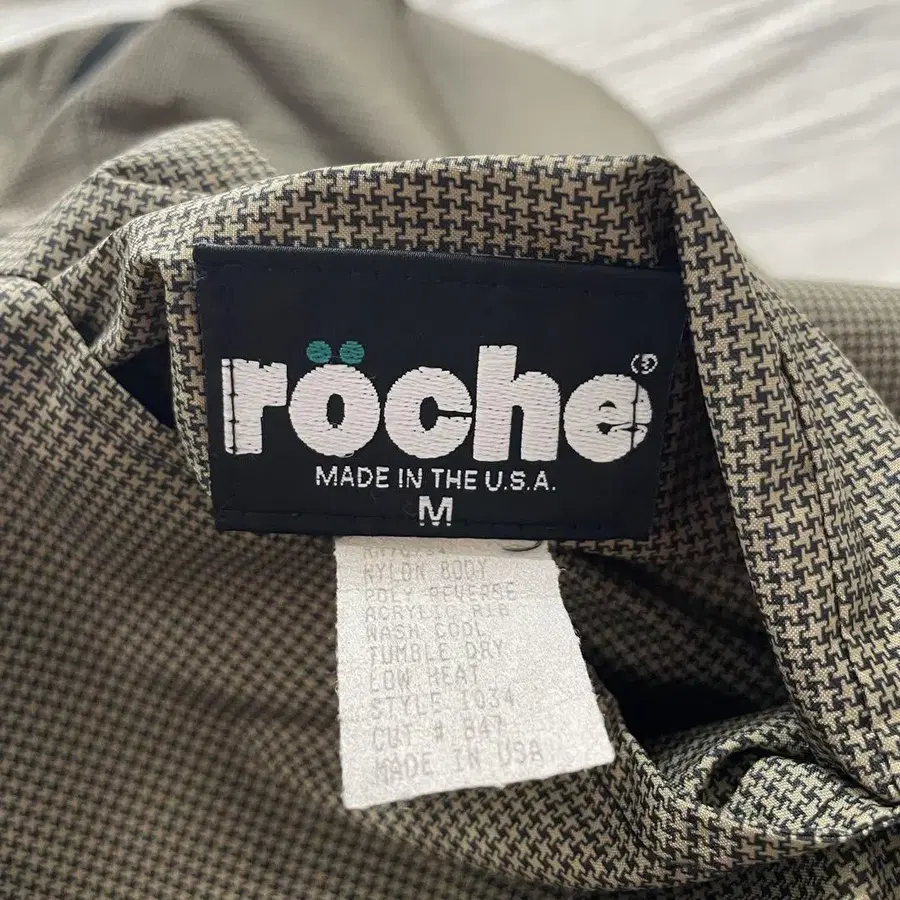 röche®
MADE IN THE U.S.A.
M
NYLON BODY
POLY REVERSE
ACRYLIC RIB
WASH COOL
TUMBLE DRY
LOW HEAT
STYLE 1034
CUT # 847
MADE IN USA